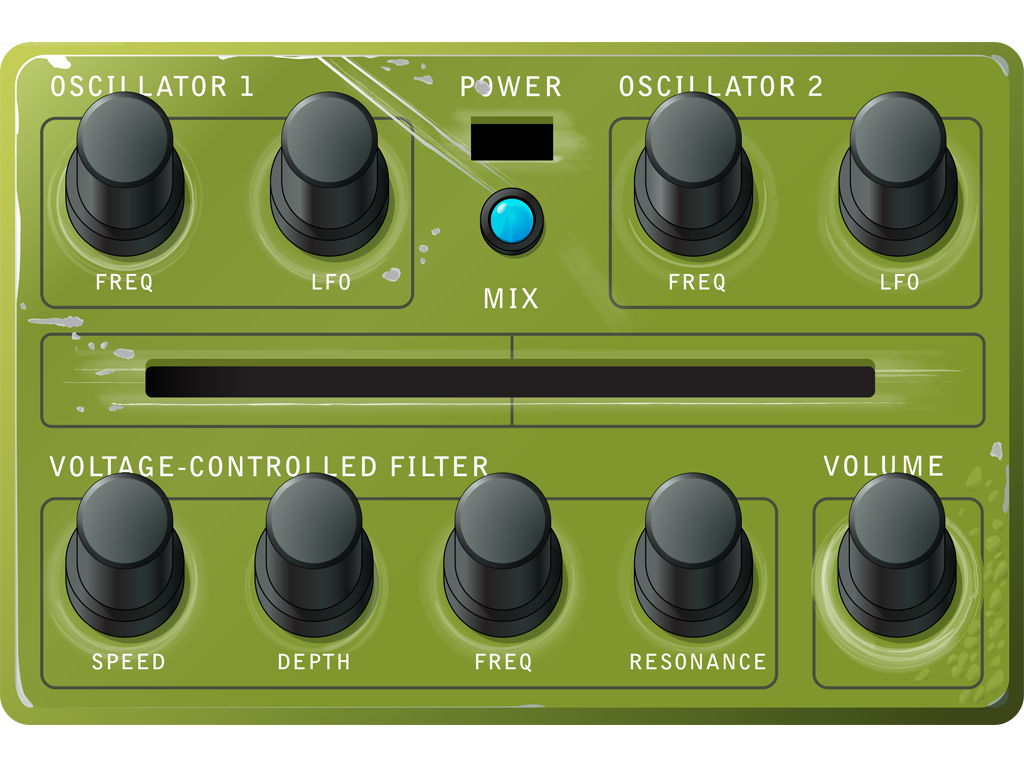 OSCILLATOR 1
POWER
OSCILLATOR 2
FREQ
LFO
FREQ
LFO
MIX
VOLTAGE-CONTROLLED FILTER
VOLUME
SPEED
DEPTH
FREQ
RESONANCE